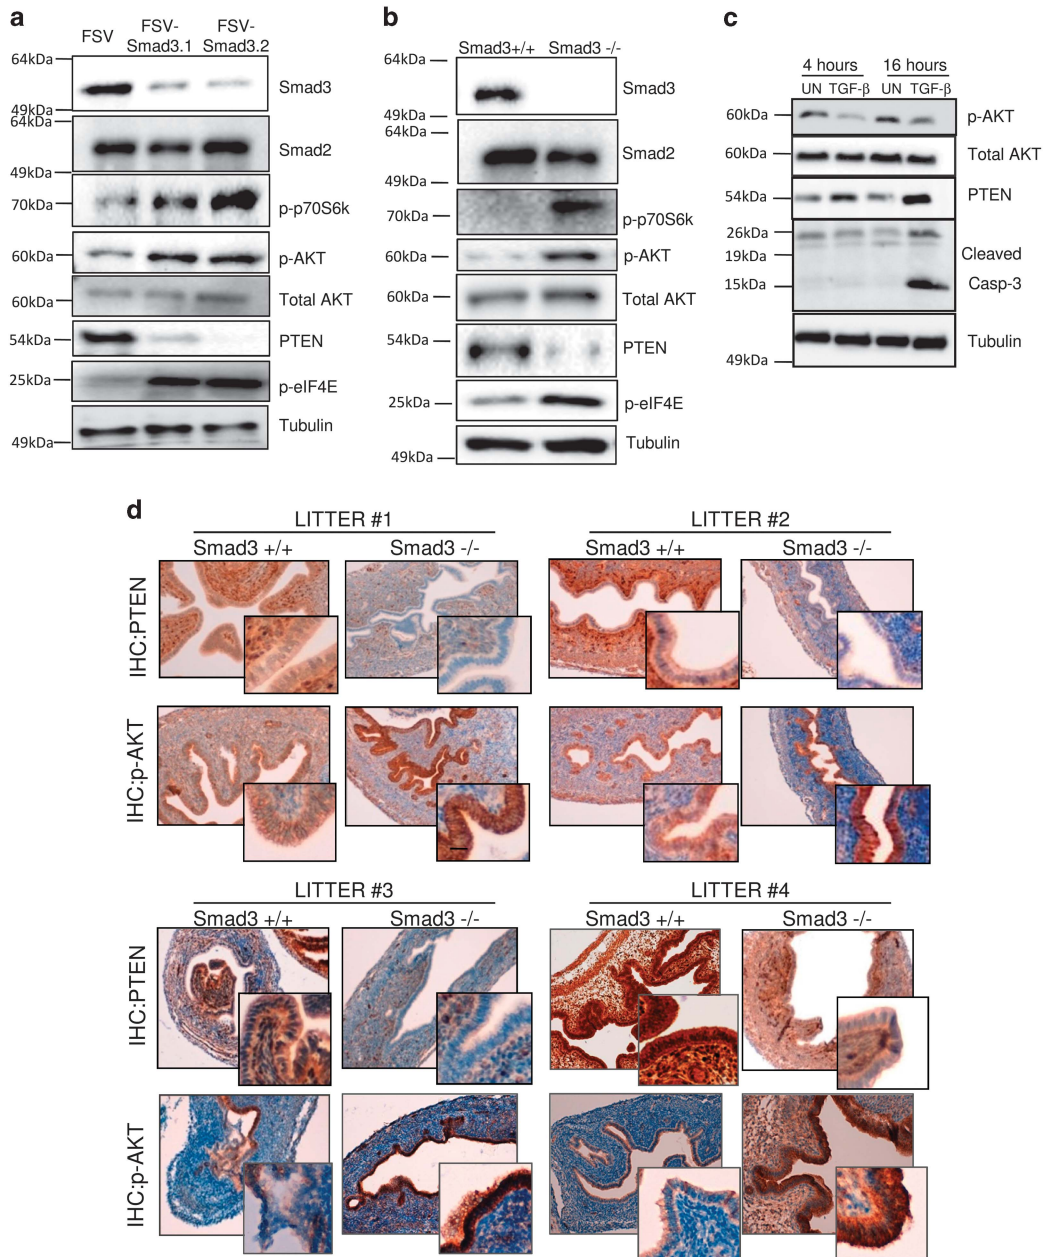 a
FSV
FSV-
Smad3.1
FSV-
Smad3.2
64kDa
Smad3
49kDa
64kDa
Smad2
49kDa
70kDa
p-p70S6k
60kDa
p-AKT
60kDa
Total AKT
54kDa
PTEN
25kDa
p-eIF4E
Tubulin
49kDa
b
Smad3+/+ Smad3 -/-
64kDa
Smad3
49kDa
64kDa
Smad2
49kDa
70kDa
p-p70S6k
60kDa
p-AKT
60kDa
Total AKT
54kDa
PTEN
25kDa
p-eIF4E
Tubulin
49kDa
c
4 hours 16 hours
UN TGF-β UN TGF-β
60kDa
p-AKT
60kDa
Total AKT
54kDa
PTEN
26kDa
19kDa
Cleaved
15kDa
Casp-3
Tubulin
49kDa
d
LITTER #1 LITTER #2
Smad3 +/+ Smad3 -/- Smad3 +/+ Smad3 -/-
IHC:PTEN
IHC:p-AKT
LITTER #3 LITTER #4
Smad3 +/+ Smad3 -/- Smad3 +/+ Smad3 -/-
IHC:PTEN
IHC:p-AKT